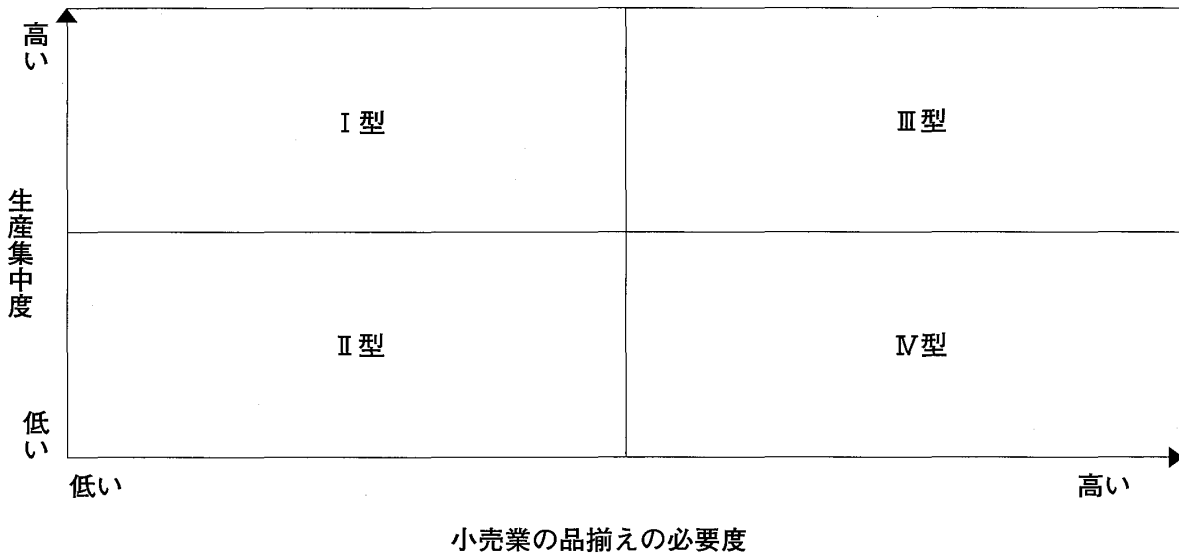 高い
Ⅰ型
Ⅲ型
生産集中度
Ⅱ型
Ⅳ型
低い
低い
高い
小売業の品揃えの必要度